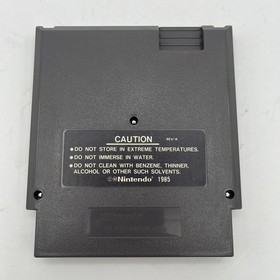 CAUTION
REV-A
●DO NOT STORE IN EXTREME TEMPERATURES.
●DO NOT IMMERSE IN WATER.
●DO NOT CLEAN WITH BENZENE, THINNER,
ALCOHOL OR OTHER SUCH SOLVENTS.
©®Nintendo 1985